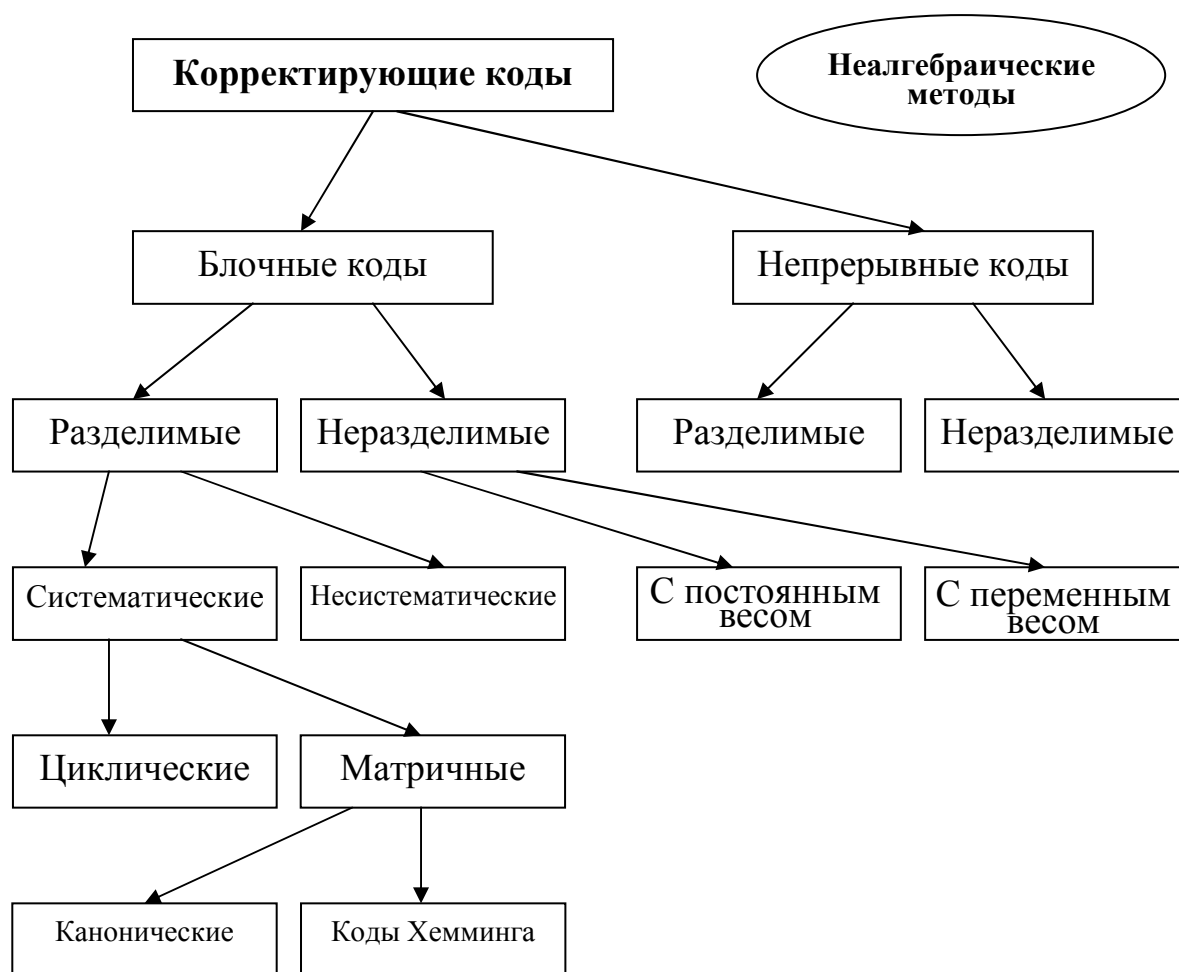 Корректирующие коды
Неалгебраические
методы
Блочные коды
Непрерывные коды
Разделимые
Неразделимые
Разделимые
Неразделимые
Систематические
Несистематические
С постоянным
весом
С переменным
весом
Циклические
Матричные
Канонические
Коды Хемминга